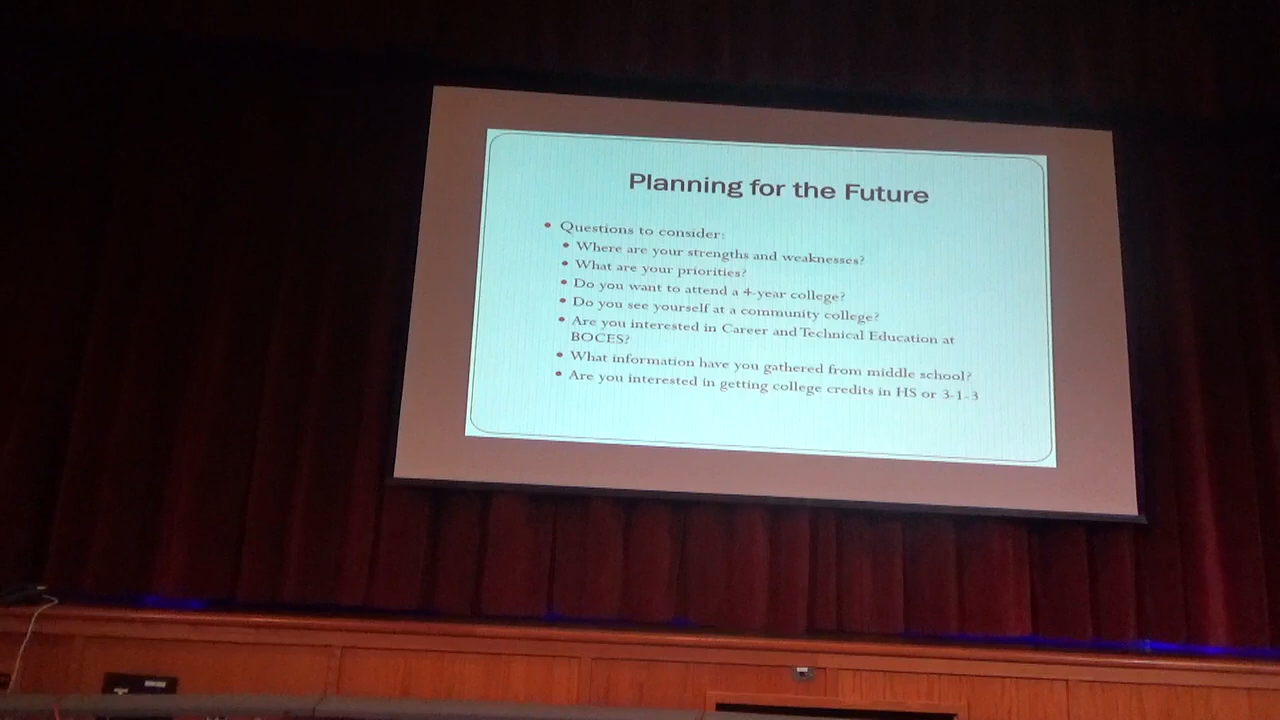 Planning for the Future
• Questions to consider:
• Where are your strengths and weaknesses?
• What are your priorities?
• Do you want to attend a 4-year college?
• Do you see yourself at a community college?
• Are you interested in Career and Technical Education at
BOCES?
• What information have you gathered from middle school?
• Are you interested in getting college credits in HS or 3-1-3